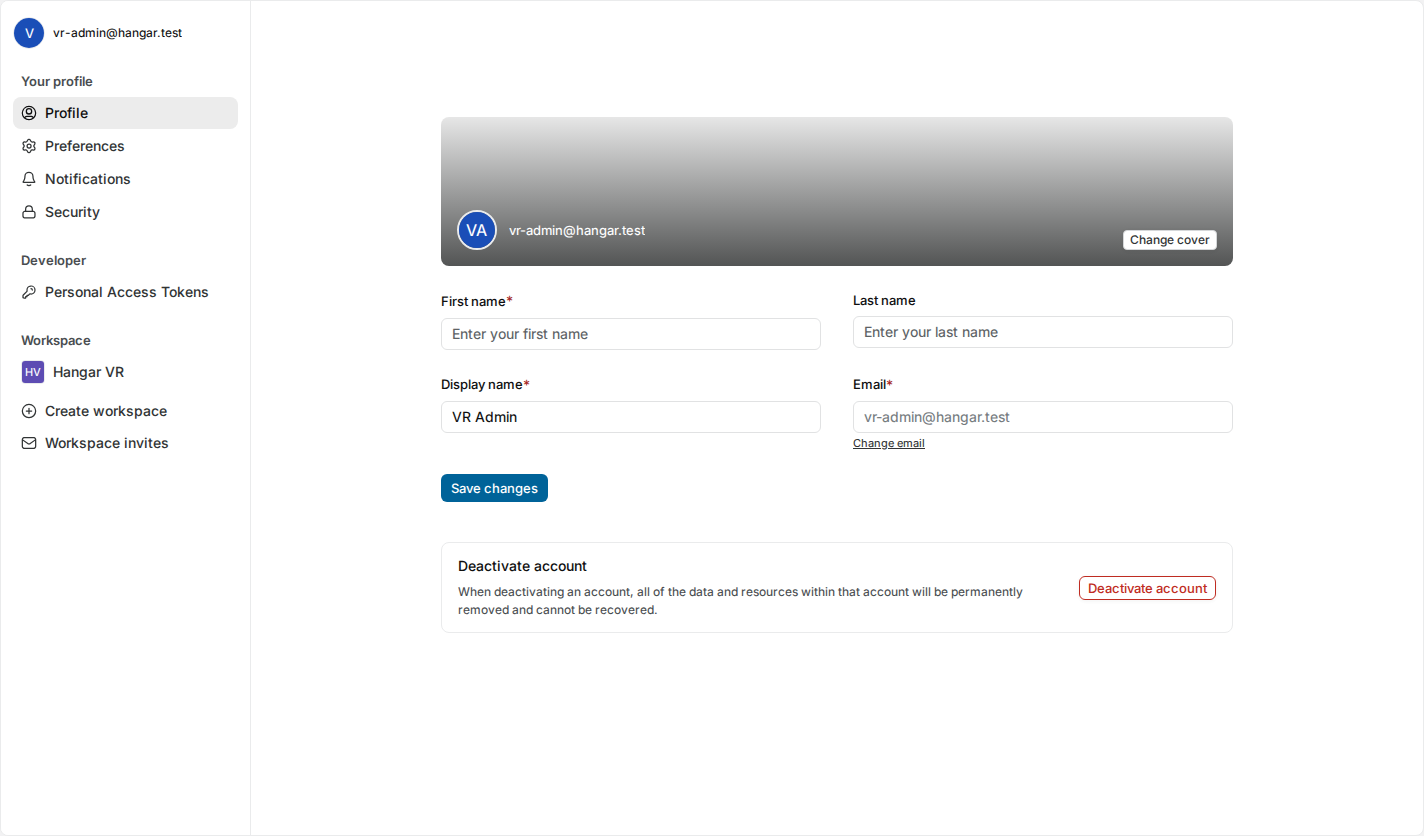 V vr-admin@hangar.test
Your profile
Profile
Preferences
Notifications
Security
Developer
Personal Access Tokens
Workspace
HV Hangar VR
Create workspace
Workspace invites
VA vr-admin@hangar.test
Change cover
First name* Last name
Enter your first name Enter your last name
Display name* Email*
VR Admin vr-admin@hangar.test
Change email
Save changes
Deactivate account
When deactivating an account, all of the data and resources within that account will be permanently
removed and cannot be recovered.
Deactivate account